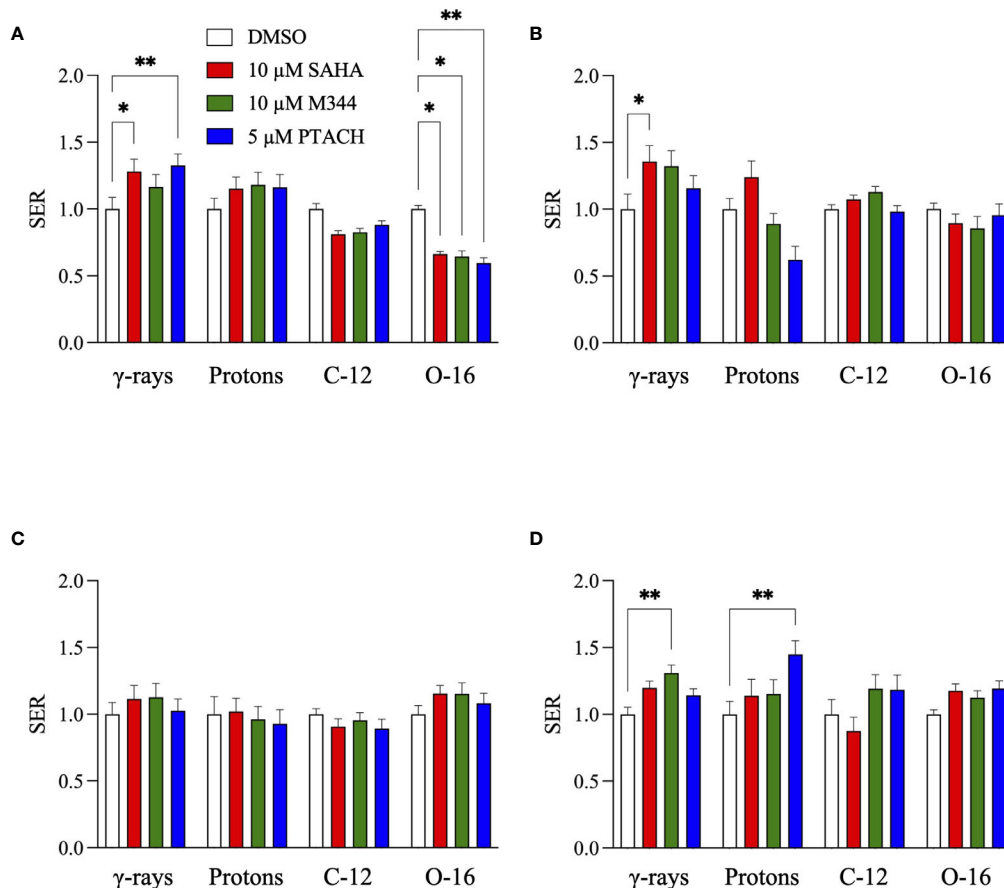 A
DMSO
10 μM SAHA
10 μM M344
5 μM PTACH
** * ** * *
2.0
1.5
1.0
0.5
0.0
SER
γ-rays Protons C-12 O-16
B
*
2.0
1.5
1.0
0.5
0.0
SER
γ-rays Protons C-12 O-16
C
2.0
1.5
1.0
0.5
0.0
SER
γ-rays Protons C-12 O-16
D
** **
2.0
1.5
1.0
0.5
0.0
SER
γ-rays Protons C-12 O-16